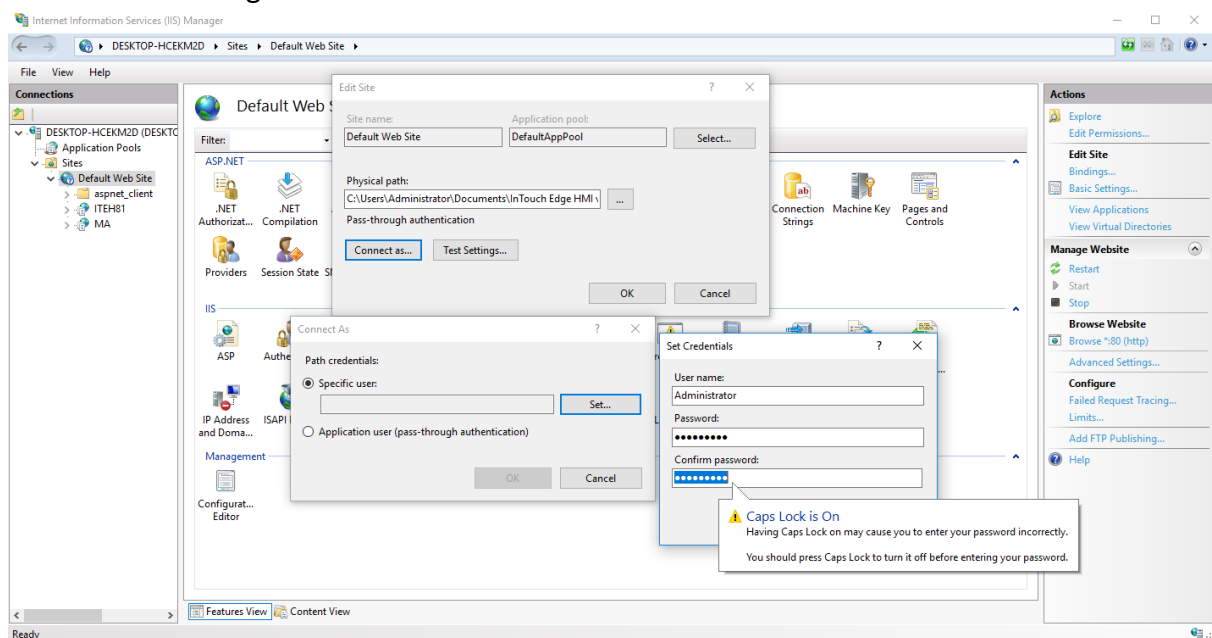 Internet Information Services (IIS) Manager
DESKTOP-HCEKM2D ▸ Sites ▸ Default Web Site ▸
File View Help
Connections
DESKTOP-HCEKM2D (DESKTC
Application Pools
Sites
Default Web Site
aspnet_client
ITEH81
MA
Default Web
Filter:
ASP.NET
.NET Authorizat...
.NET Compilation
Connection Strings
Machine Key
Pages and Controls
Providers
Session State
IIS
ASP
Authe
IP Address and Doma...
ISAPI
Management
Configurat... Editor
Features View
Content View
Ready
Edit Site
?
Site name:
Application pool:
Default Web Site
DefaultAppPool
Select...
Physical path:
C:\Users\Administrator\Documents\InTouch Edge HMI
...
Pass-through authentication
Connect as...
Test Settings...
OK
Cancel
Connect As
?
Path credentials:
Specific user:
Set...
Application user (pass-through authentication)
OK
Cancel
Set Credentials
?
User name:
Administrator
Password:
•••••••••
Confirm password:
•••••••••
Caps Lock is On
Having Caps Lock on may cause you to enter your password incorrectly.
You should press Caps Lock to turn it off before entering your password.
Actions
Explore
Edit Permissions...
Edit Site
Bindings...
Basic Settings...
View Applications
View Virtual Directories
Manage Website
Restart
Start
Stop
Browse Website
Browse *:80 (http)
Advanced Settings...
Configure
Failed Request Tracing...
Limits...
Add FTP Publishing...
Help